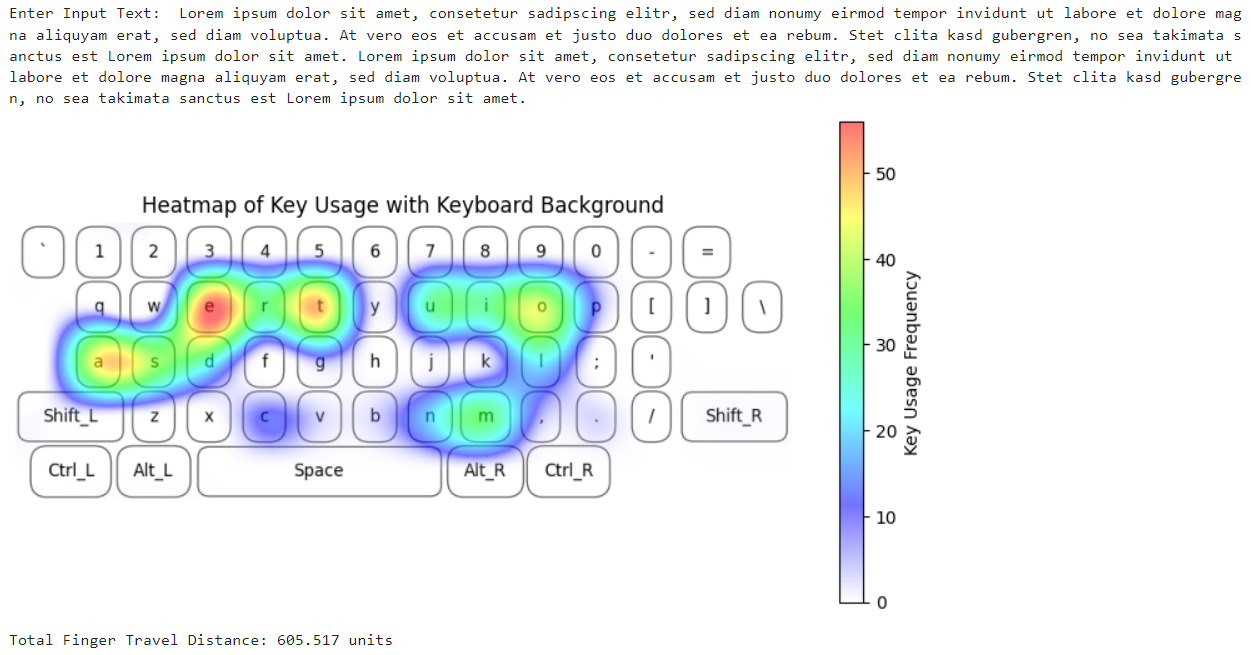 Enter Input Text:  Lorem ipsum dolor sit amet, consetetur sadipscing elitr, sed diam nonumy eirmod tempor invidunt ut labore et dolore mag
na aliquyam erat, sed diam voluptua. At vero eos et accusam et justo duo dolores et ea rebum. Stet clita kasd gubergren, no sea takimata s
anctus est Lorem ipsum dolor sit amet. Lorem ipsum dolor sit amet, consetetur sadipscing elitr, sed diam nonumy eirmod tempor invidunt ut
labore et dolore magna aliquyam erat, sed diam voluptua. At vero eos et accusam et justo duo dolores et ea rebum. Stet clita kasd gubergre
n, no sea takimata sanctus est Lorem ipsum dolor sit amet.
Heatmap of Key Usage with Keyboard Background
` 1 2 3 4 5 6 7 8 9 0 - =
q w e r t y u i o p [ ] \
a s d f g h j k l ; '
Shift_L z x c v b n m , . / Shift_R
Ctrl_L Alt_L Space Alt_R Ctrl_R
50
40
30
20
10
0
Key Usage Frequency
Total Finger Travel Distance: 605.517 units